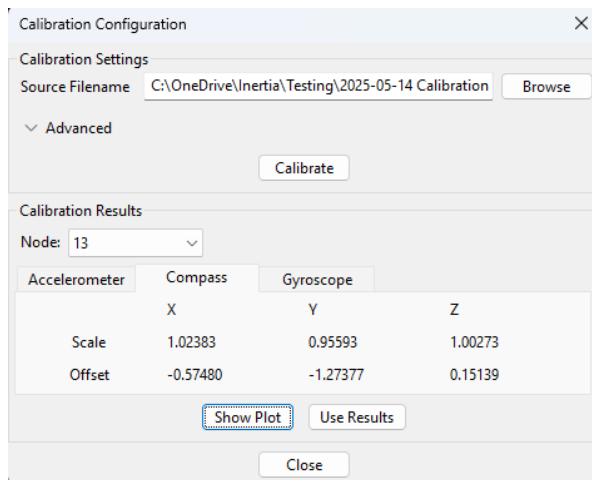 Calibration Configuration
Calibration Settings
Source Filename C:\OneDrive\Inertia\Testing\2025-05-14 Calibration Browse
Advanced
Calibrate
Calibration Results
Node: 13
Accelerometer Compass Gyroscope
X Y Z
Scale 1.02383 0.95593 1.00273
Offset -0.57480 -1.27377 0.15139
Show Plot Use Results
Close